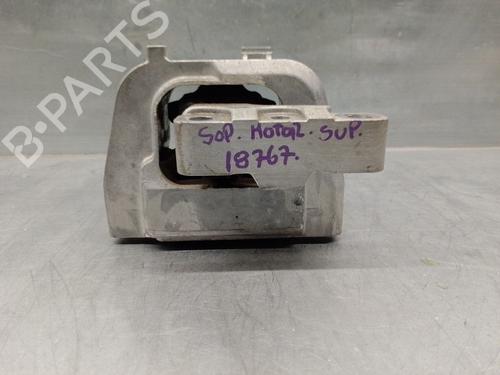 B-PARTS
SOP. MOTOR. SUP.
18767.